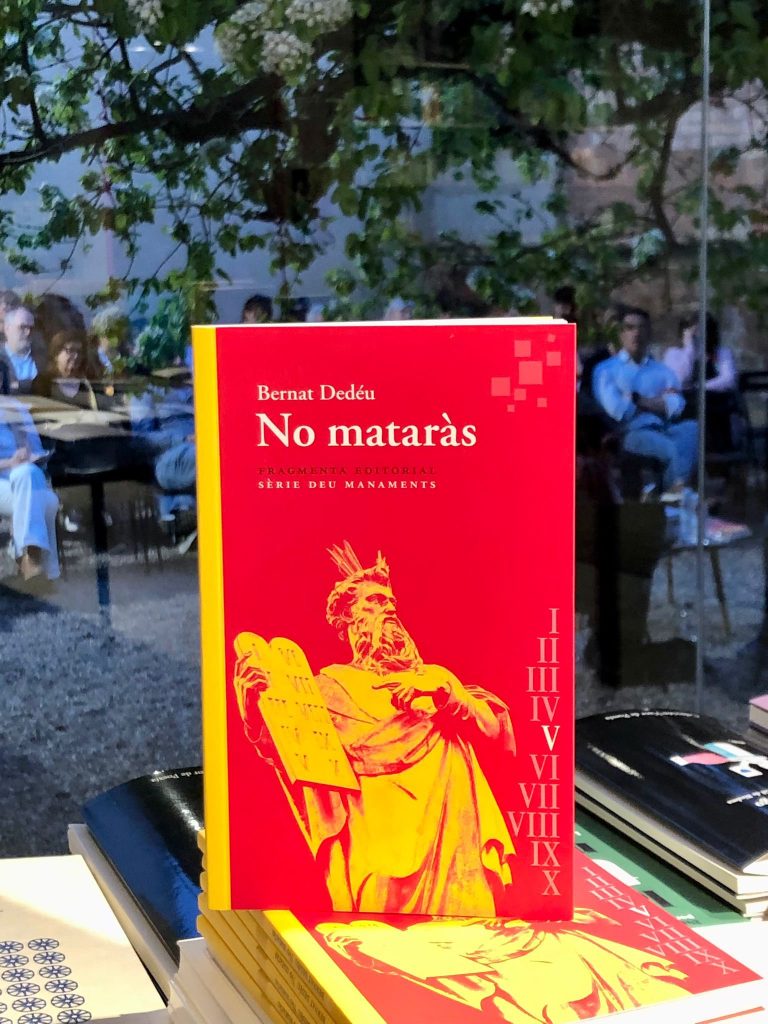 Bernat Dedéu
No mataràs
FRAGMENTA EDITORIAL
SÈRIE DEU MANAMENTS
I
II
III
IV
V
VI
VII
VIII
IX
X